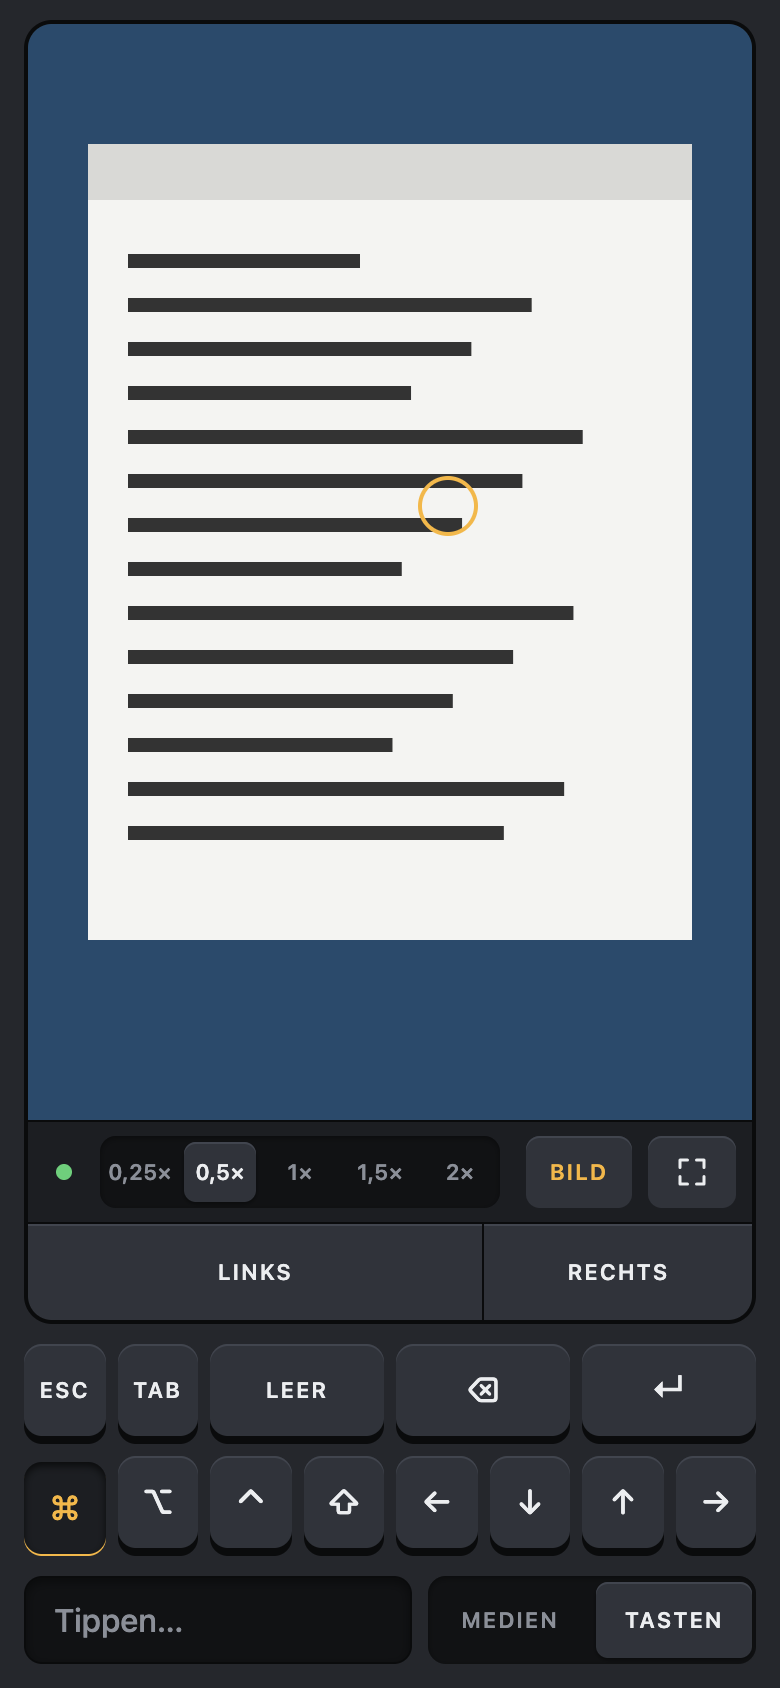 0,25× 0,5× 1× 1,5× 2× BILD
LINKS RECHTS
ESC TAB LEER
Tippen... MEDIEN TASTEN